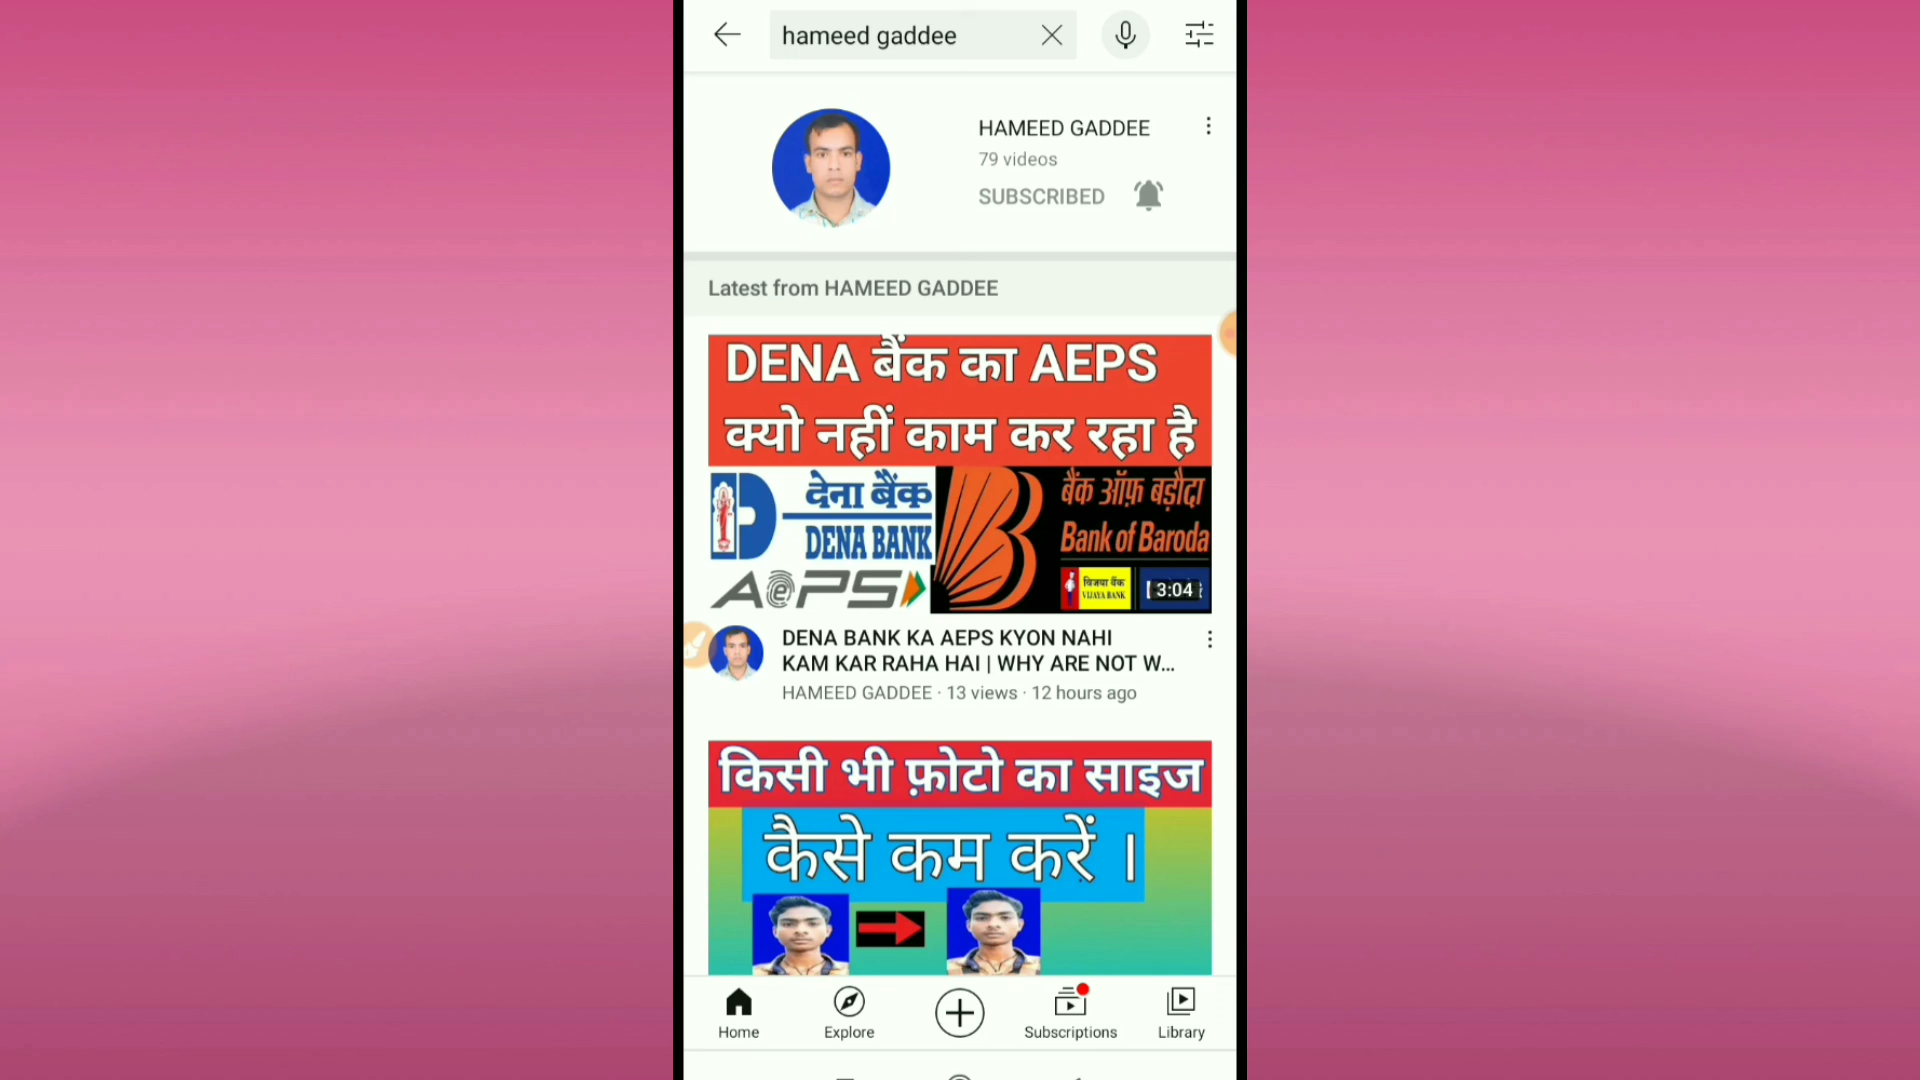 hameed gaddee
HAMEED GADDEE
79 videos
SUBSCRIBED
Latest from HAMEED GADDEE
DENA बैंक का AEPS
क्यो नहीं काम कर रहा है
देना बैंक
DENA BANK
AePS
बैंक ऑफ़ बड़ौदा
Bank of Baroda
विजया बैंक
VIJAYA BANK
3:04
DENA BANK KA AEPS KYON NAHI
KAM KAR RAHA HAI | WHY ARE NOT W...
HAMEED GADDEE · 13 views · 12 hours ago
किसी भी फ़ोटो का साइज
कैसे कम करें ।
Home
Explore
Subscriptions
Library